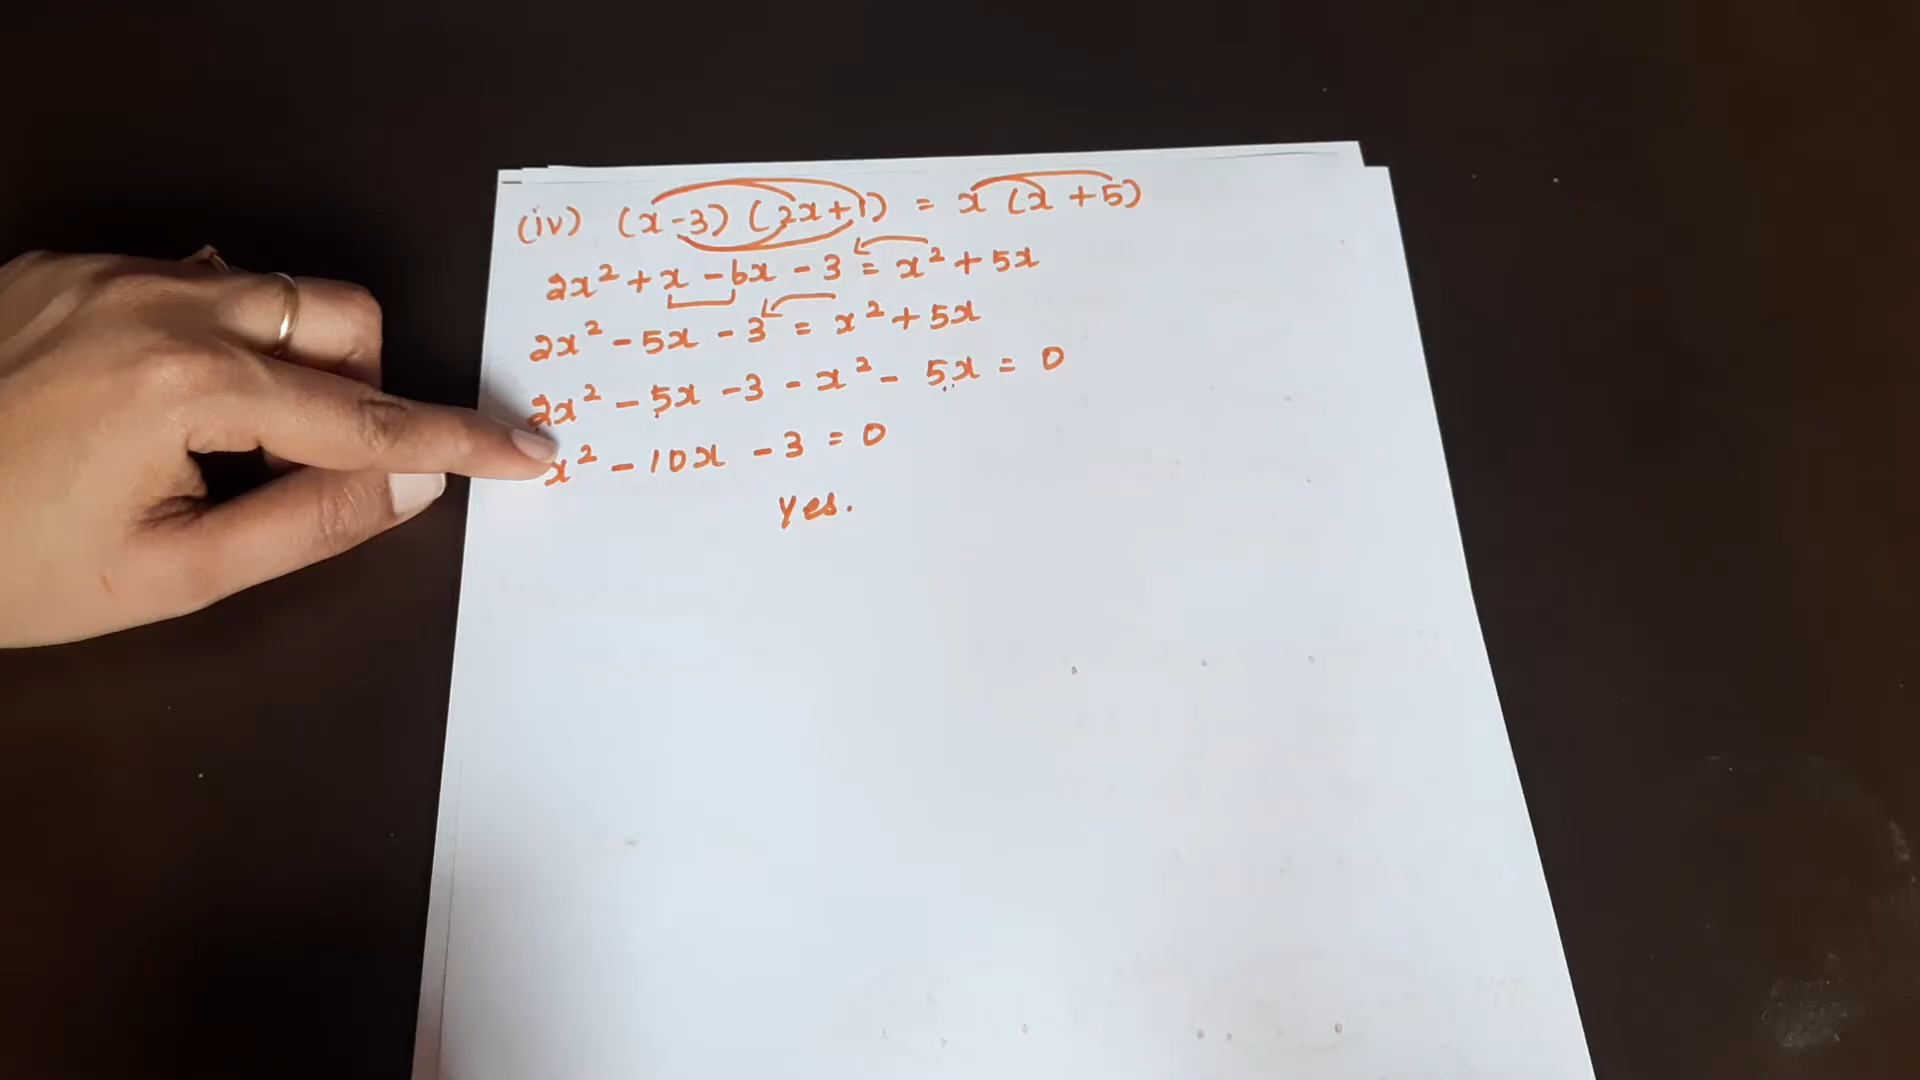 (iv) (x-3) (2x+1) = x (x+5)
2x² + x - 6x - 3 = x² + 5x
2x² - 5x - 3 = x² + 5x
2x² - 5x - 3 - x² - 5x = 0
x² - 10x - 3 = 0
Yes.